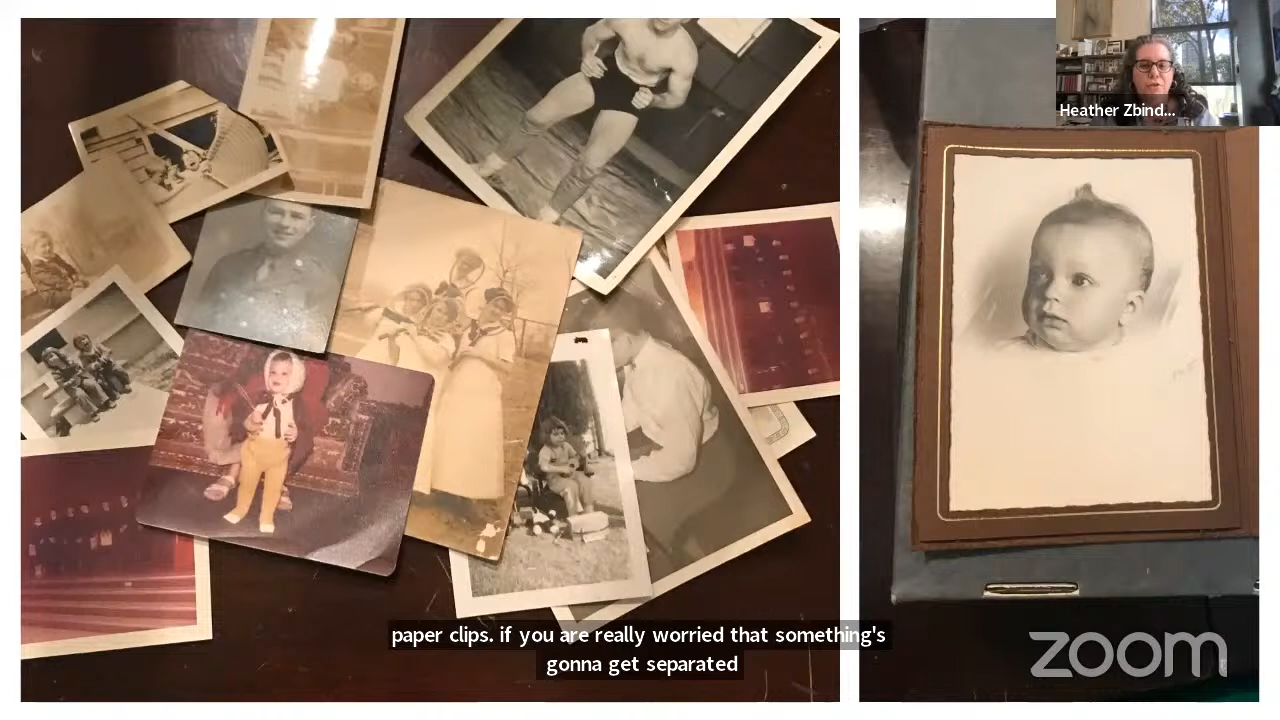 Heather Zbind...
paper clips. if you are really worried that something's
gonna get separated
zoom